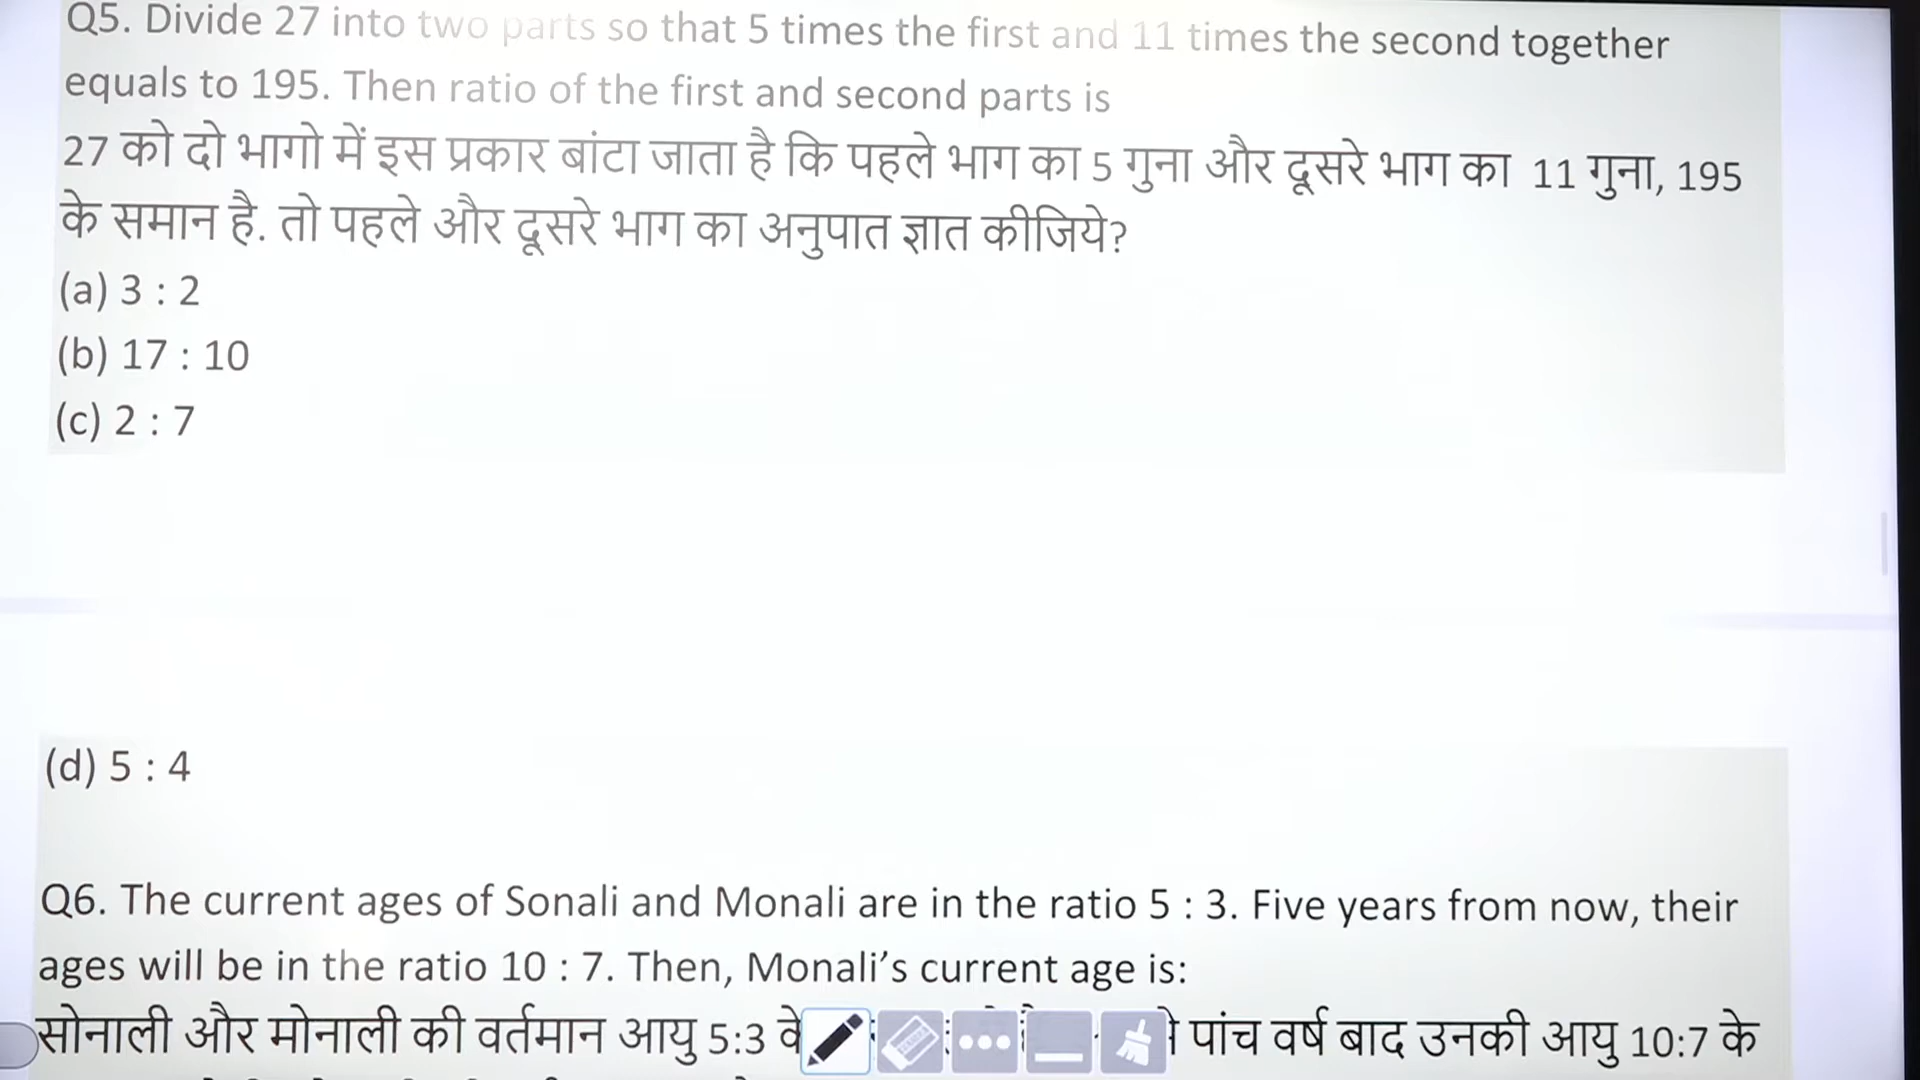 Q5. Divide 27 into two parts so that 5 times the first and 11 times the second together
equals to 195. Then ratio of the first and second parts is
27 को दो भागो में इस प्रकार बांटा जाता है कि पहले भाग का 5 गुना और दूसरे भाग का 11 गुना, 195
के समान है. तो पहले और दूसरे भाग का अनुपात ज्ञात कीजिये?
(a) 3 : 2
(b) 17 : 10
(c) 2 : 7
(d) 5 : 4
Q6. The current ages of Sonali and Monali are in the ratio 5 : 3. Five years from now, their
ages will be in the ratio 10 : 7. Then, Monali’s current age is:
सोनाली और मोनाली की वर्तमान आयु 5:3 पांच वर्ष बाद उनकी आयु 10:7 के